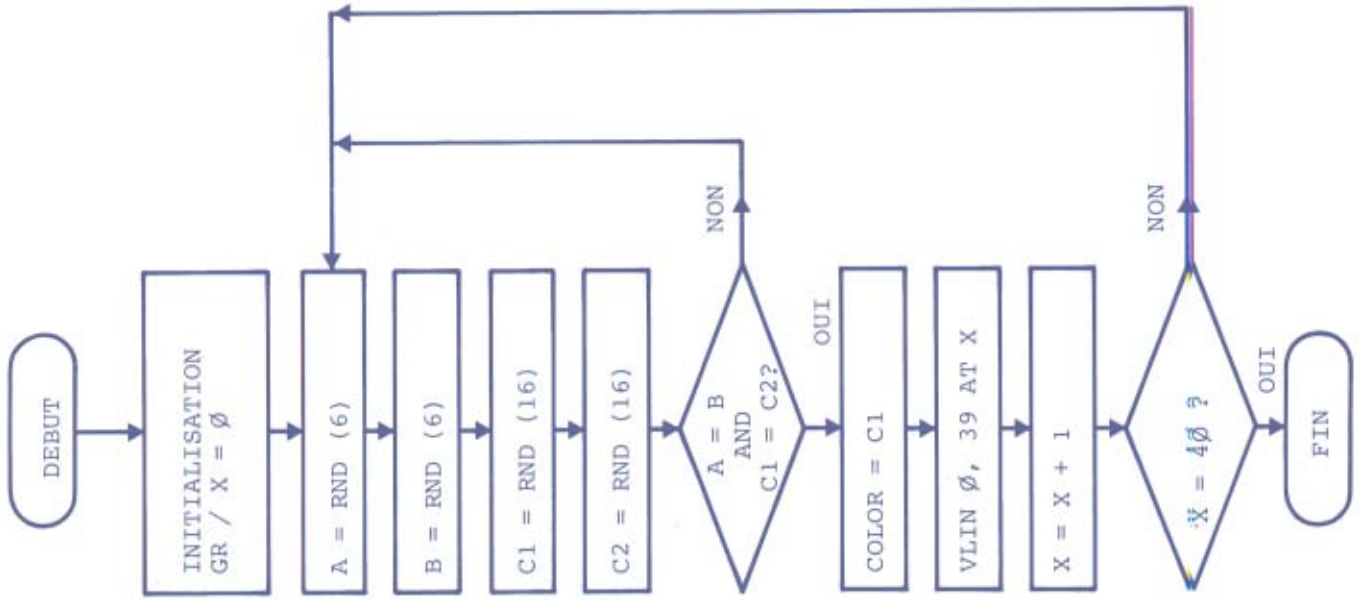 DEBUT
INITIALISATION
GR / X = Ø
A = RND (6)
B = RND (6)
C1 = RND (16)
C2 = RND (16)
A = B
AND
C1 = C2?
NON
OUI
COLOR = C1
VLIN Ø, 39 AT X
X = X + 1
X = 4Ø ?
NON
OUI
FIN